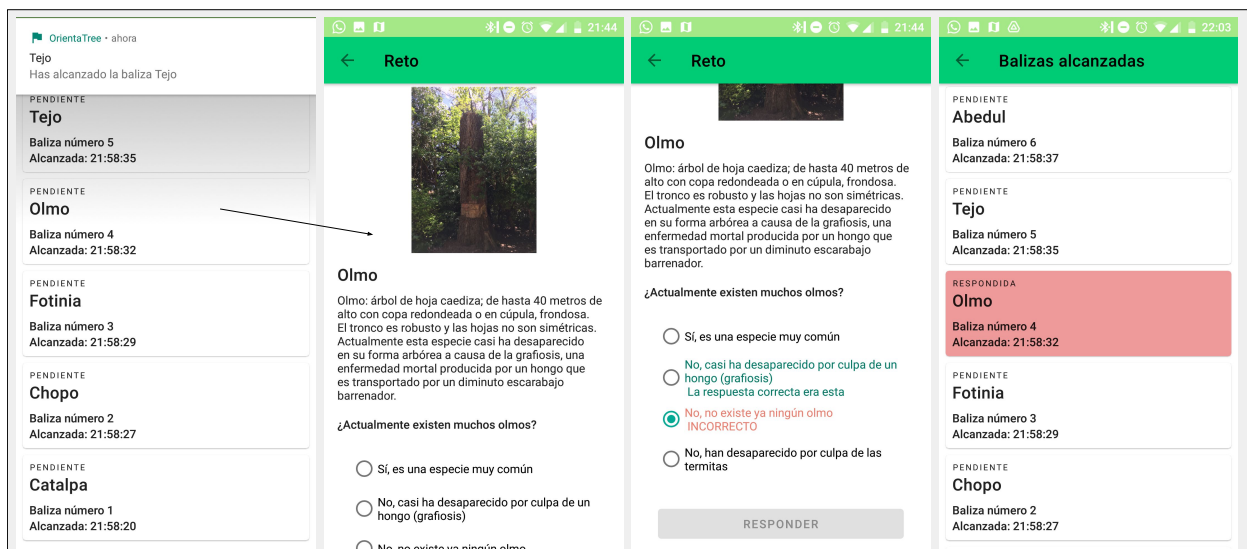 OrientaTree • ahora
Tejo
Has alcanzado la baliza Tejo
PENDIENTE
Tejo
Baliza número 5
Alcanzada: 21:58:35
PENDIENTE
Olmo
Baliza número 4
Alcanzada: 21:58:32
PENDIENTE
Fotinia
Baliza número 3
Alcanzada: 21:58:29
PENDIENTE
Chopo
Baliza número 2
Alcanzada: 21:58:27
PENDIENTE
Catalpa
Baliza número 1
Alcanzada: 21:58:20
21:44
Reto
Olmo
Olmo: árbol de hoja caediza; de hasta 40 metros de
alto con copa redondeada o en cúpula, frondosa.
El tronco es robusto y las hojas no son simétricas.
Actualmente esta especie casi ha desaparecido
en su forma arbórea a causa de la grafiosis, una
enfermedad mortal producida por un hongo que
es transportado por un diminuto escarabajo
barrenador.
¿Actualmente existen muchos olmos?
Sí, es una especie muy común
No, casi ha desaparecido por culpa de un
hongo (grafiosis)
No, no existe ya ningún olmo
21:44
Reto
Olmo
Olmo: árbol de hoja caediza; de hasta 40 metros de
alto con copa redondeada o en cúpula, frondosa.
El tronco es robusto y las hojas no son simétricas.
Actualmente esta especie casi ha desaparecido
en su forma arbórea a causa de la grafiosis, una
enfermedad mortal producida por un hongo que
es transportado por un diminuto escarabajo
barrenador.
¿Actualmente existen muchos olmos?
Sí, es una especie muy común
No, casi ha desaparecido por culpa de un
hongo (grafiosis)
La respuesta correcta era esta
No, no existe ya ningún olmo
INCORRECTO
No, han desaparecido por culpa de las
termitas
RESPONDER
22:03
Balizas alcanzadas
PENDIENTE
Abedul
Baliza número 6
Alcanzada: 21:58:37
PENDIENTE
Tejo
Baliza número 5
Alcanzada: 21:58:35
RESPONDIDA
Olmo
Baliza número 4
Alcanzada: 21:58:32
PENDIENTE
Fotinia
Baliza número 3
Alcanzada: 21:58:29
PENDIENTE
Chopo
Baliza número 2
Alcanzada: 21:58:27